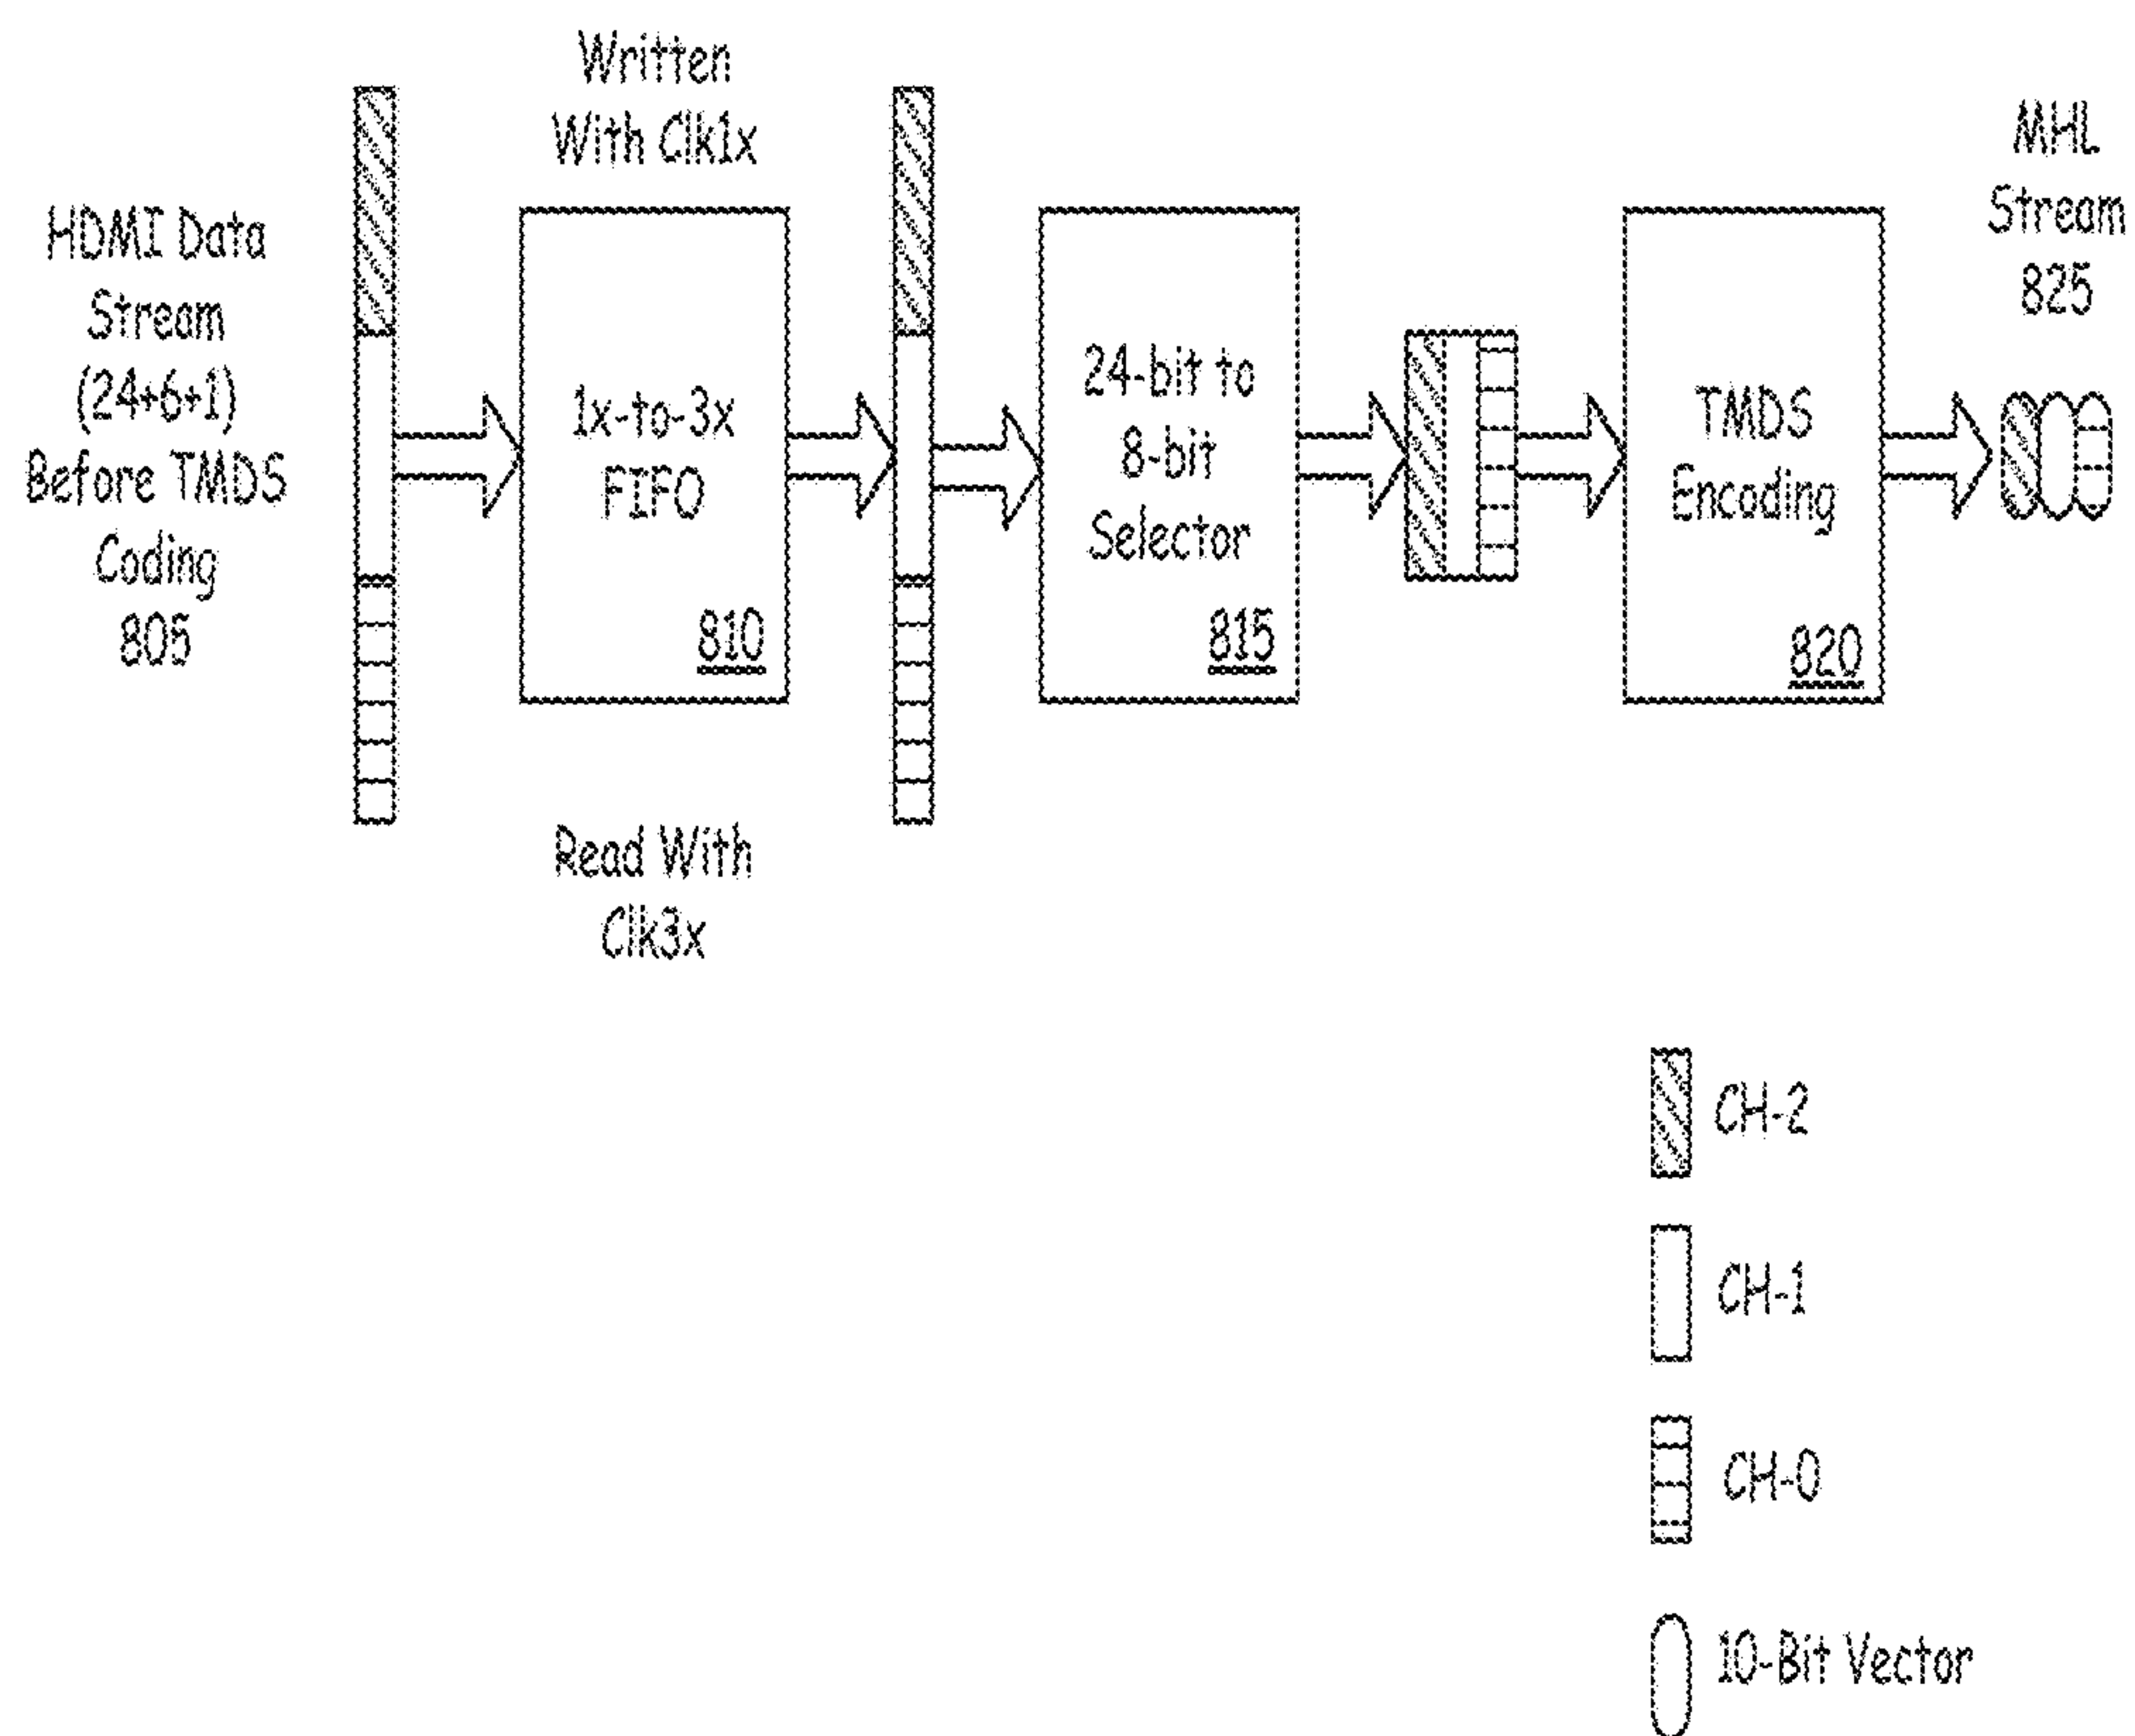 HDMI Data
Stream
(24+6+1)
Before TMDS
Coding
805
Written
With Clk1x
1x-to-3x
FIFO
810
Read With
Clk3x
24-bit to
8-bit
Selector
815
TMDS
Encoding
820
MHL
Stream
825
CH-2
CH-1
CH-0
10-Bit Vector